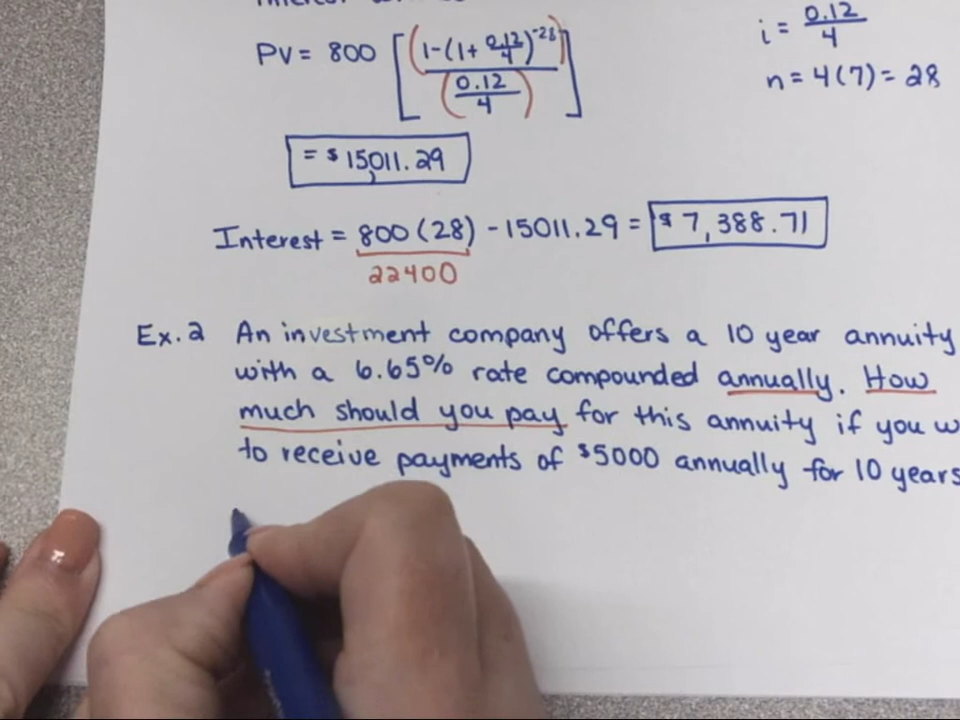 i = 0.12/4
PV = 800 [(1-(1+ 0.12/4)^-28)/(0.12/4)]
n = 4(7) = 28
= $15,011.29
Interest = 800(28) - 15011.29 = $7,388.71
22400
Ex. 2 An investment company offers a 10 year annuity
with a 6.65% rate compounded annually. How
much should you pay for this annuity if you
to receive payments of $5000 annually for 10 years